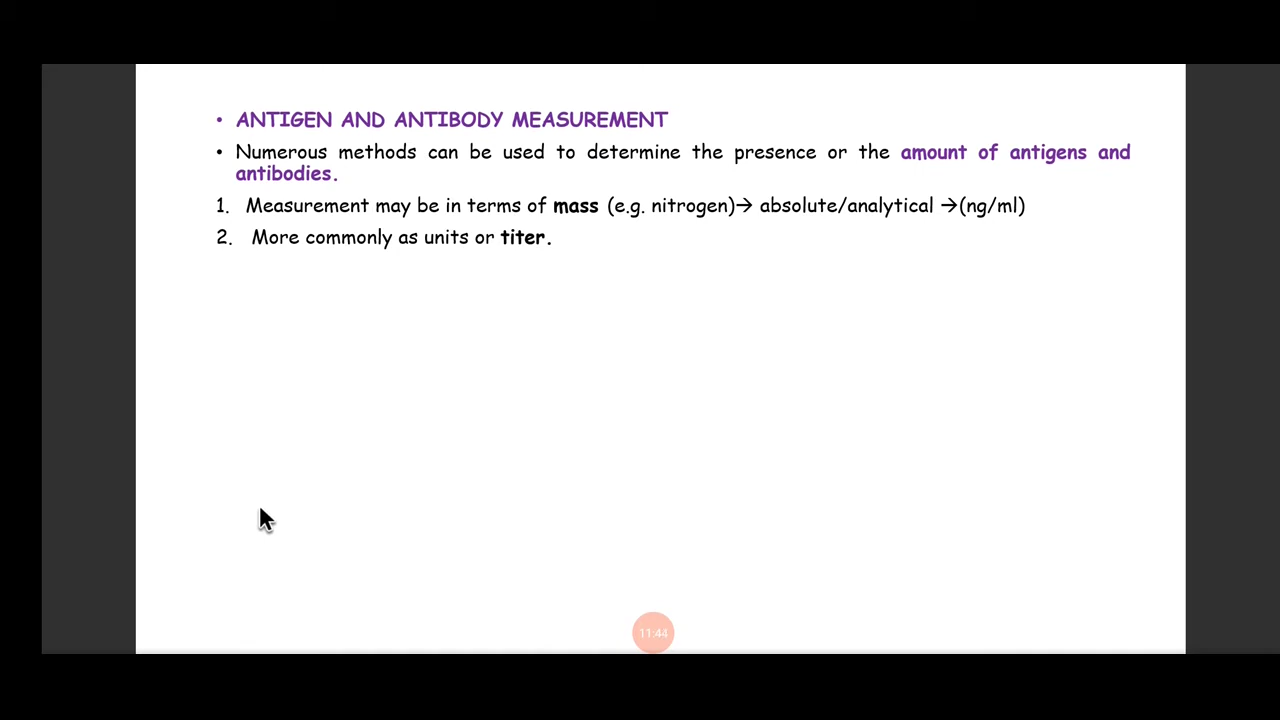 • ANTIGEN AND ANTIBODY MEASUREMENT
• Numerous methods can be used to determine the presence or the amount of antigens and
antibodies.
1. Measurement may be in terms of mass (e.g. nitrogen)→ absolute/analytical →(ng/ml)
2. More commonly as units or titer.
11:44